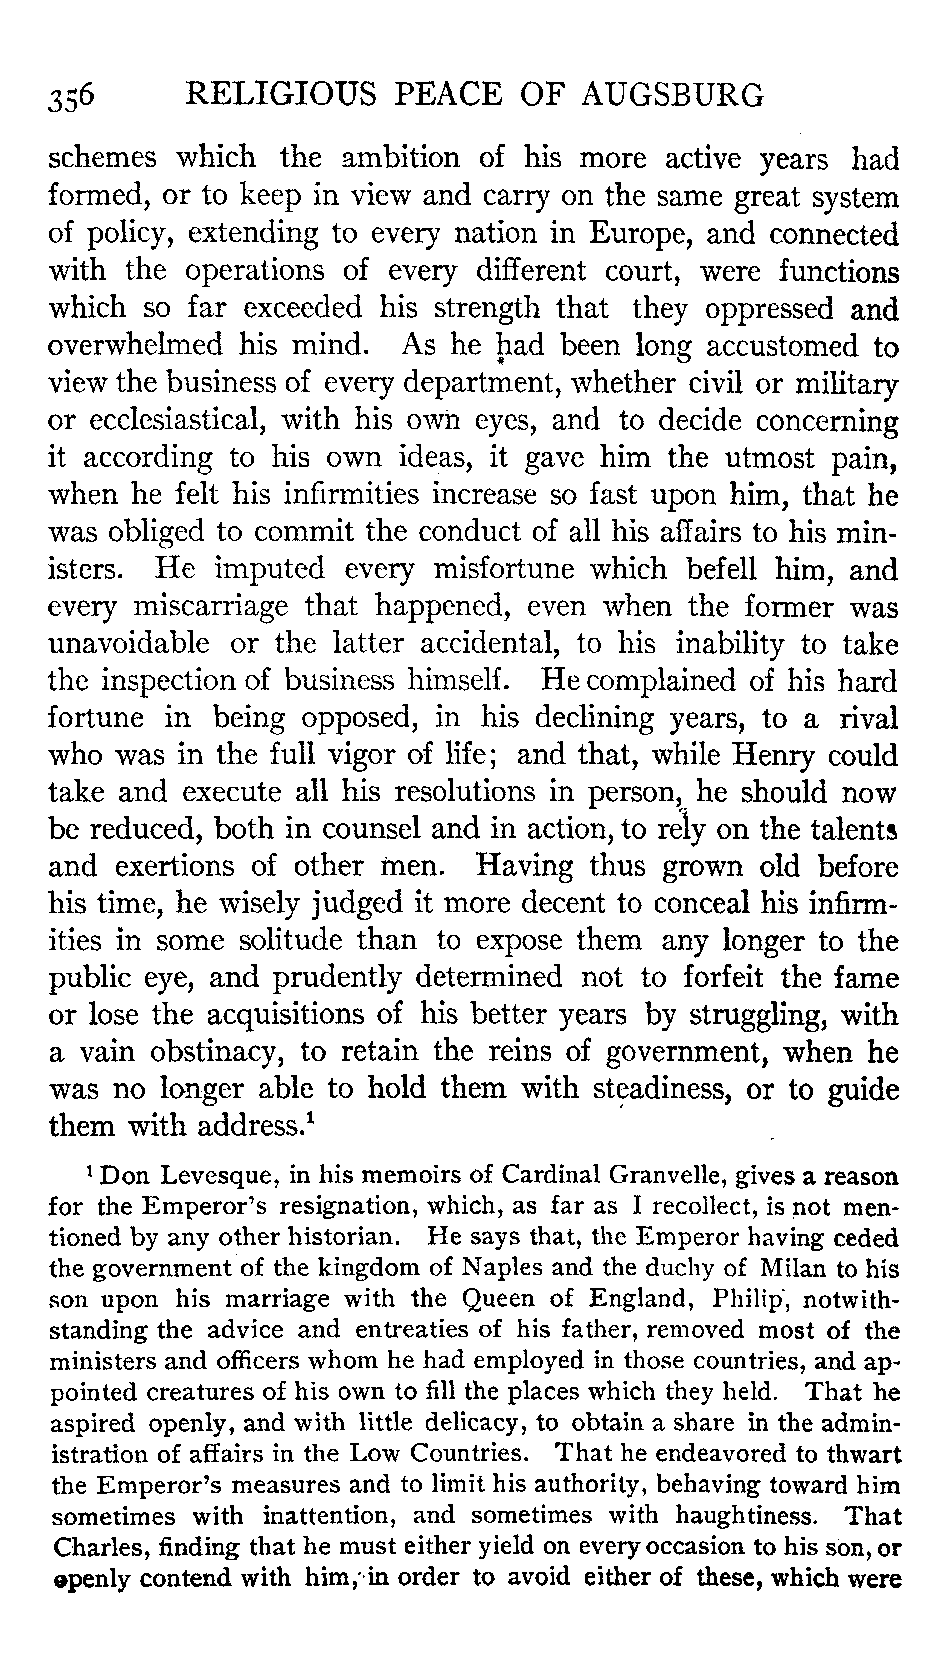 356 RELIGIOUS PEACE OF AUGSBURG
schemes which the ambition of his more active years had
formed, or to keep in view and carry on the same great system
of policy, extending to every nation in Europe, and connected
with the operations of every different court, were functions
which so far exceeded his strength that they oppressed and
overwhelmed his mind. As he had been long accustomed to
view the business of every department, whether civil or military
or ecclesiastical, with his own eyes, and to decide concerning
it according to his own ideas, it gave him the utmost pain,
when he felt his infirmities increase so fast upon him, that he
was obliged to commit the conduct of all his affairs to his min-
isters. He imputed every misfortune which befell him, and
every miscarriage that happened, even when the former was
unavoidable or the latter accidental, to his inability to take
the inspection of business himself. He complained of his hard
fortune in being opposed, in his declining years, to a rival
who was in the full vigor of life; and that, while Henry could
take and execute all his resolutions in person, he should now
be reduced, both in counsel and in action, to rely on the talents
and exertions of other men. Having thus grown old before
his time, he wisely judged it more decent to conceal his infirm-
ities in some solitude than to expose them any longer to the
public eye, and prudently determined not to forfeit the fame
or lose the acquisitions of his better years by struggling, with
a vain obstinacy, to retain the reins of government, when he
was no longer able to hold them with steadiness, or to guide
them with address.¹
¹ Don Levesque, in his memoirs of Cardinal Granvelle, gives a reason
for the Emperor's resignation, which, as far as I recollect, is not men-
tioned by any other historian. He says that, the Emperor having ceded
the government of the kingdom of Naples and the duchy of Milan to his
son upon his marriage with the Queen of England, Philip, notwith-
standing the advice and entreaties of his father, removed most of the
ministers and officers whom he had employed in those countries, and ap-
pointed creatures of his own to fill the places which they held. That he
aspired openly, and with little delicacy, to obtain a share in the admin-
istration of affairs in the Low Countries. That he endeavored to thwart
the Emperor's measures and to limit his authority, behaving toward him
sometimes with inattention, and sometimes with haughtiness. That
Charles, finding that he must either yield on every occasion to his son, or
openly contend with him, in order to avoid either of these, which were